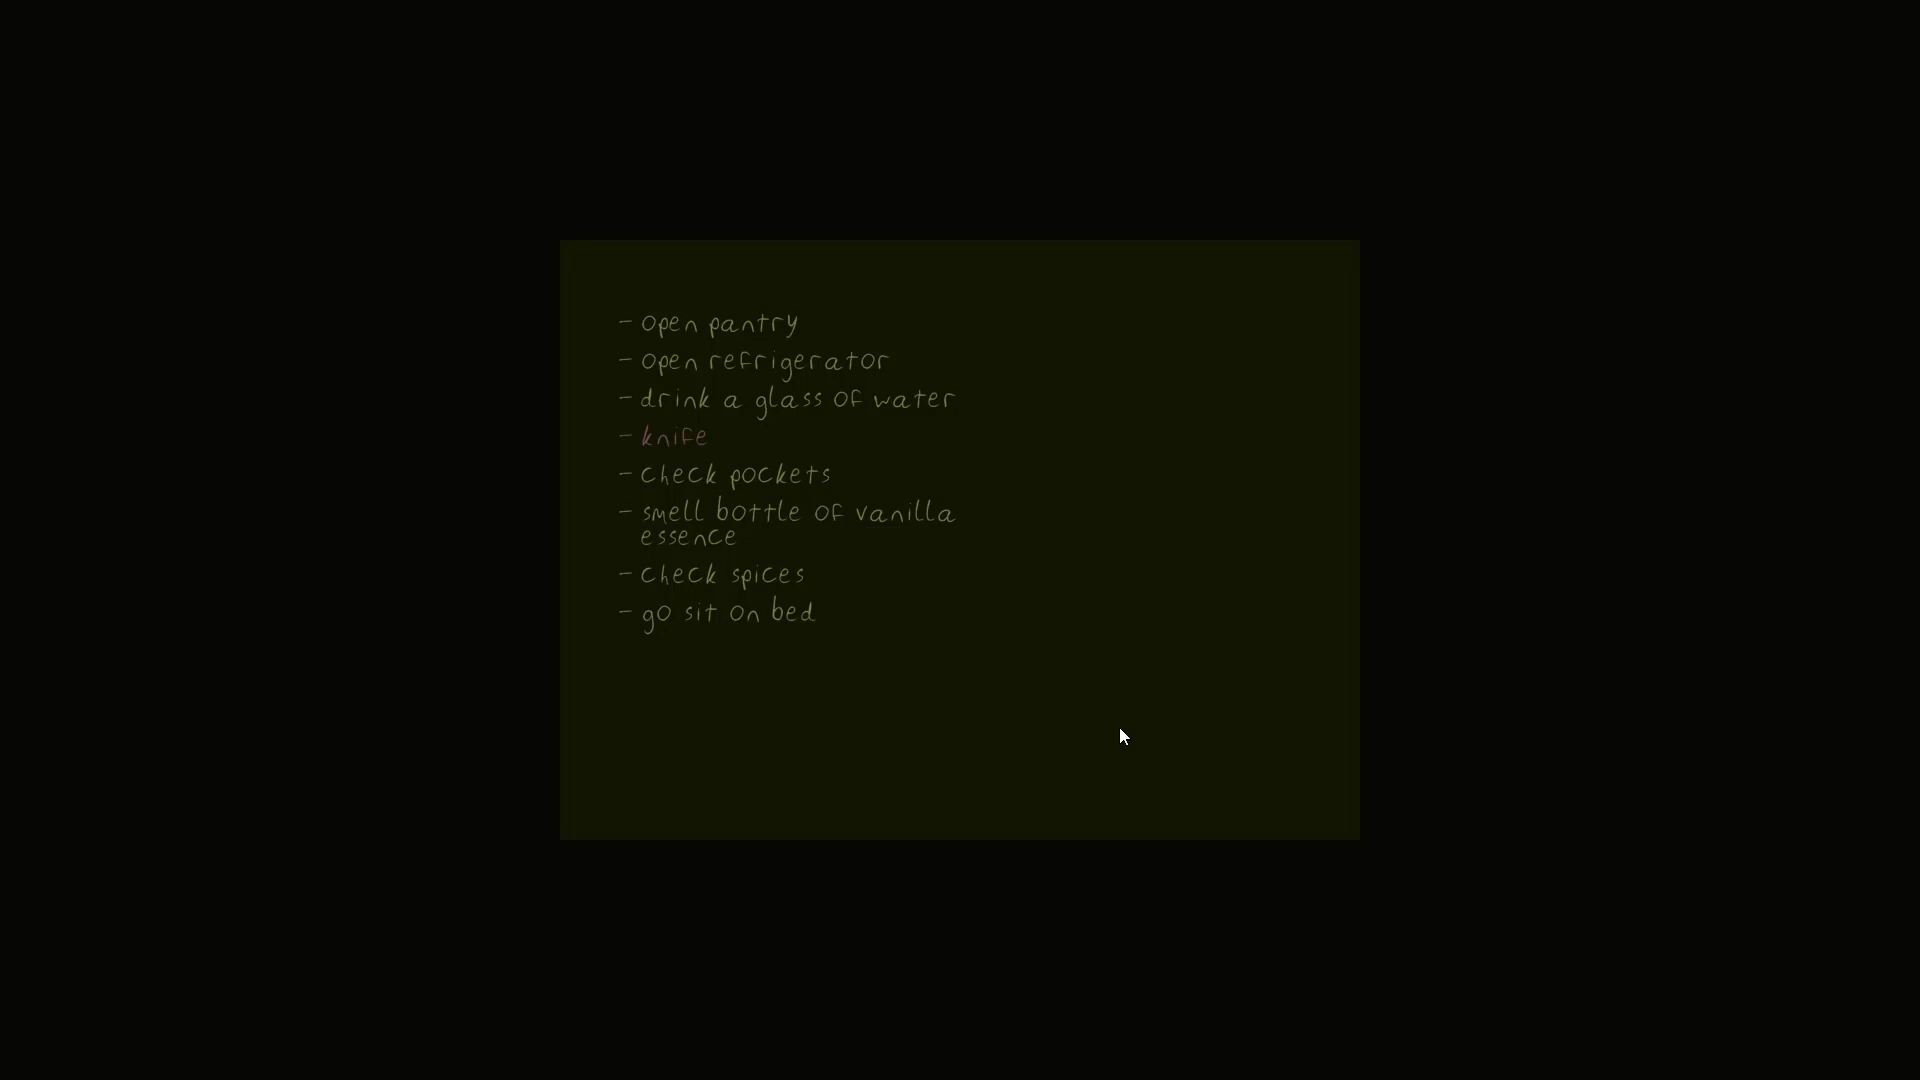 - open pantry
- open refrigerator
- drink a glass of water
- knife
- check pockets
- smell bottle of vanilla
essence
- check spices
- go sit on bed